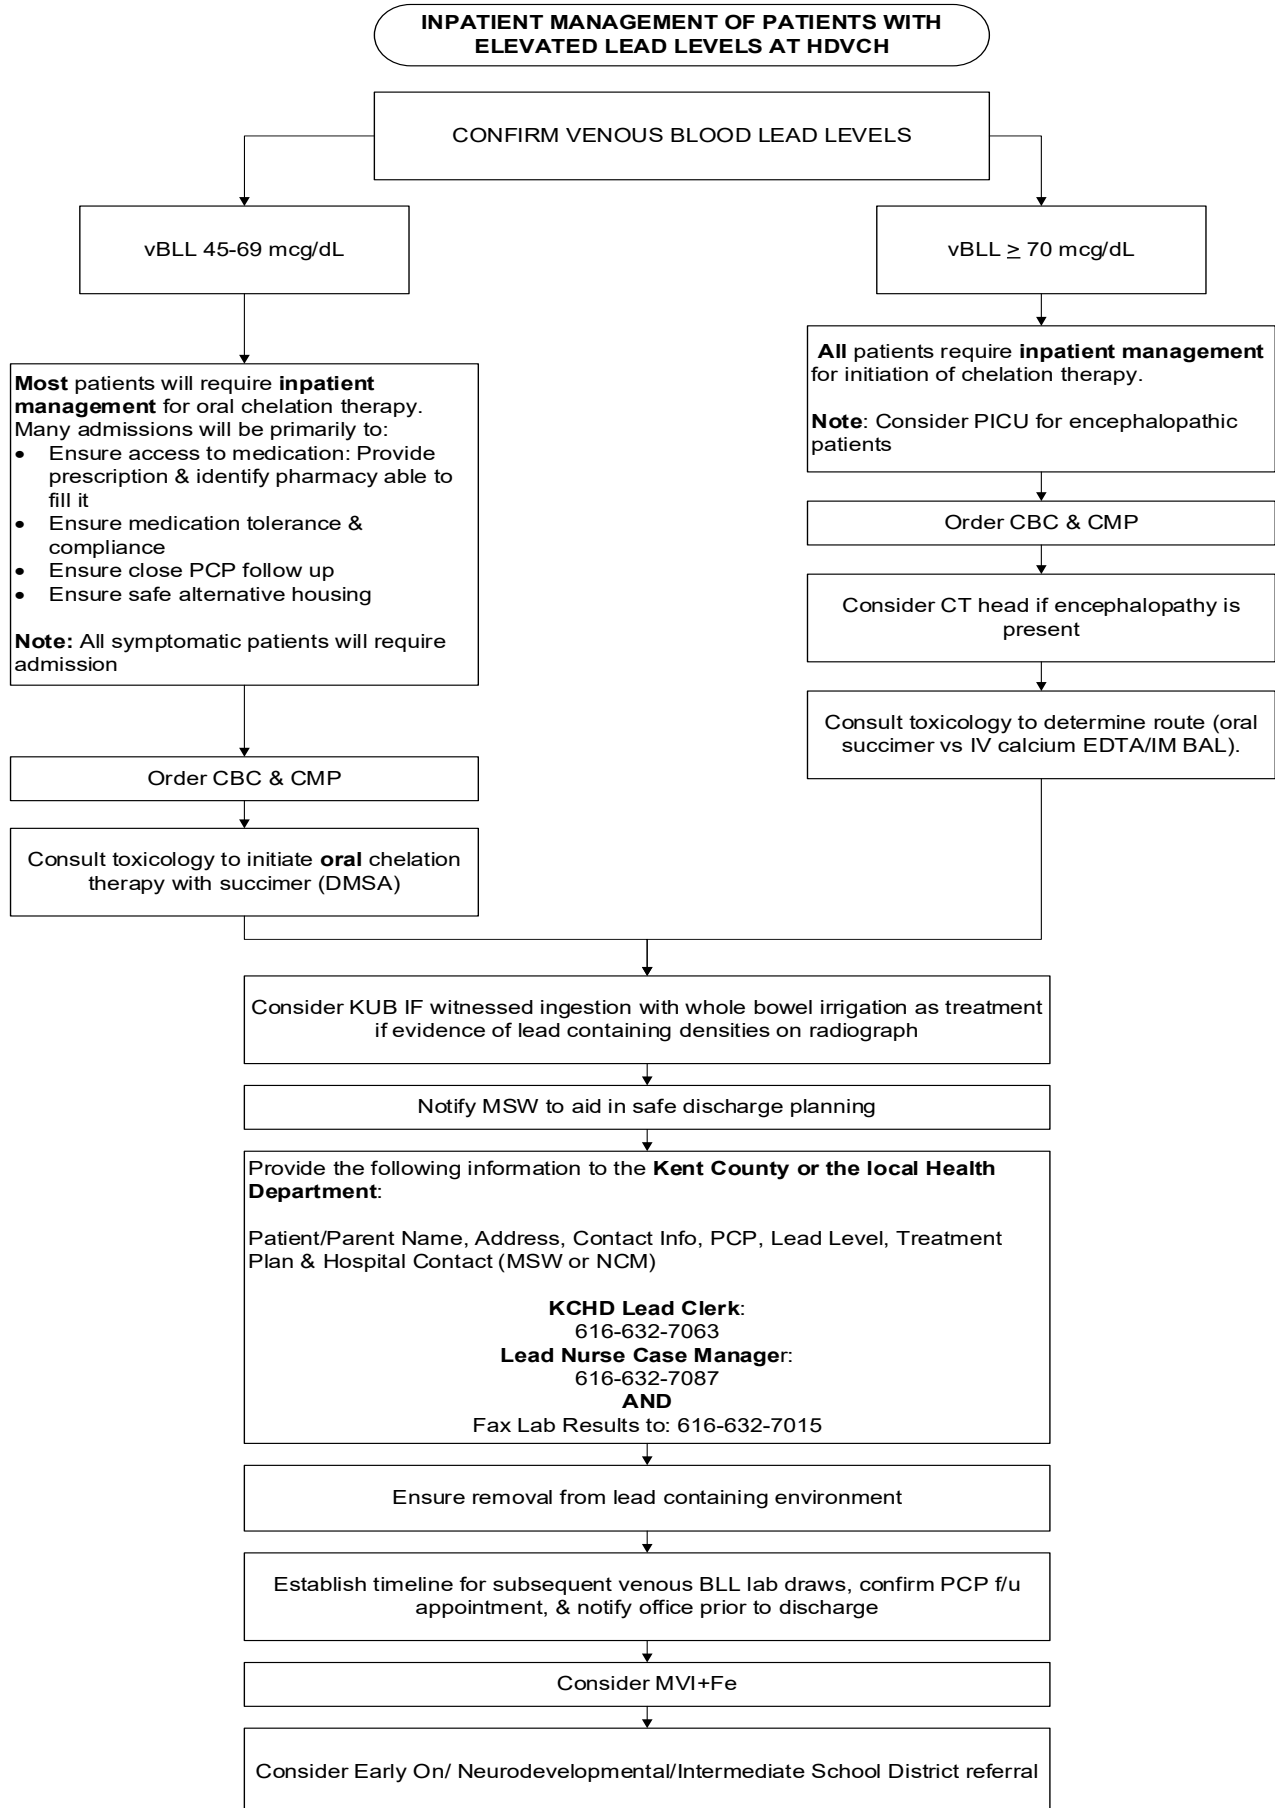 INPATIENT MANAGEMENT OF PATIENTS WITH
ELEVATED LEAD LEVELS AT HDVCH
CONFIRM VENOUS BLOOD LEAD LEVELS
vBLL 45-69 mcg/dL
Most patients will require inpatient
management for oral chelation therapy.
Many admissions will be primarily to:
• Ensure access to medication: Provide
prescription & identify pharmacy able to
fill it
• Ensure medication tolerance &
compliance
• Ensure close PCP follow up
• Ensure safe alternative housing
Note: All symptomatic patients will require
admission
Order CBC & CMP
Consult toxicology to initiate oral chelation
therapy with succimer (DMSA)
vBLL ≥ 70 mcg/dL
All patients require inpatient management
for initiation of chelation therapy.
Note: Consider PICU for encephalopathic
patients
Order CBC & CMP
Consider CT head if encephalopathy is
present
Consult toxicology to determine route (oral
succimer vs IV calcium EDTA/IM BAL).
Consider KUB IF witnessed ingestion with whole bowel irrigation as treatment
if evidence of lead containing densities on radiograph
Notify MSW to aid in safe discharge planning
Provide the following information to the Kent County or the local Health
Department:
Patient/Parent Name, Address, Contact Info, PCP, Lead Level, Treatment
Plan & Hospital Contact (MSW or NCM)
KCHD Lead Clerk:
616-632-7063
Lead Nurse Case Manager:
616-632-7087
AND
Fax Lab Results to: 616-632-7015
Ensure removal from lead containing environment
Establish timeline for subsequent venous BLL lab draws, confirm PCP f/u
appointment, & notify office prior to discharge
Consider MVI+Fe
Consider Early On/ Neurodevelopmental/Intermediate School District referral